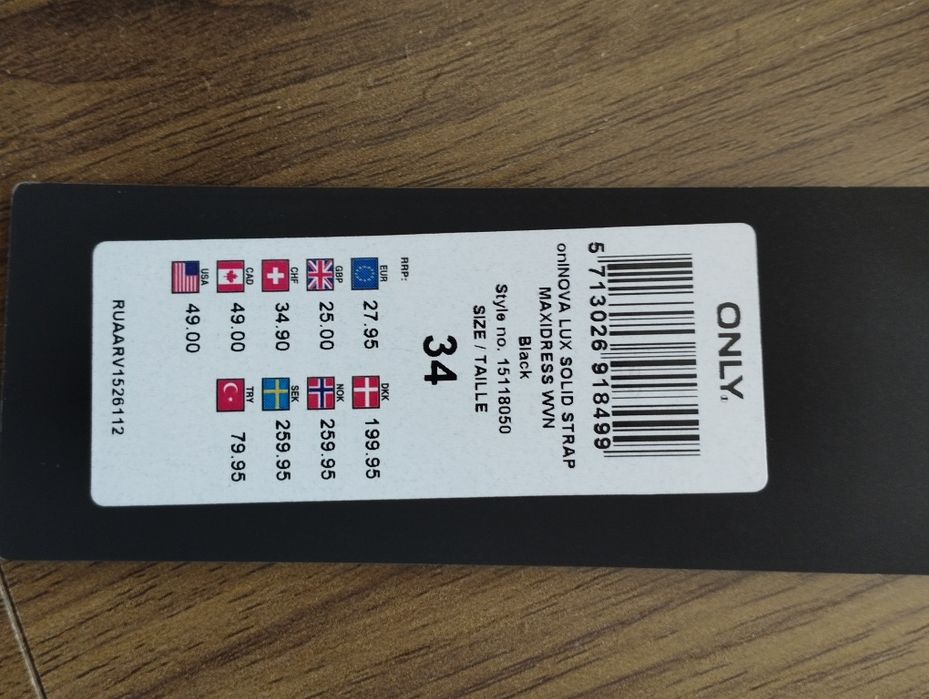 ONLY
5 713026 918499
onlNOVA LUX SOLID STRAP
MAXIDRESS WVN
Black
Style no. 15118050
SIZE / TAILLE
34
RRP:
EUR 27.95 DKK 199.95
GBP 25.00 NOK 259.95
CHF 34.90 SEK 259.95
CAD 49.00 TRY 79.95
USA 49.00
RUAARV1526112